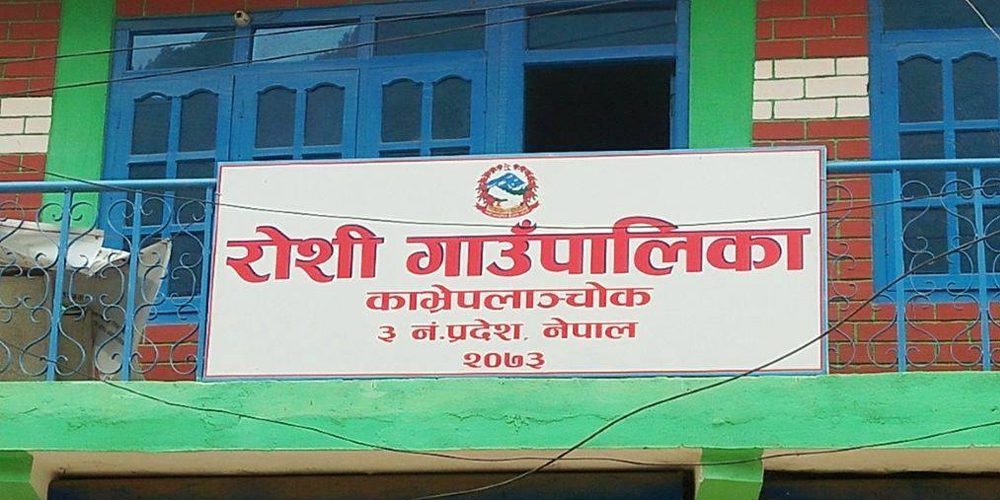 रोशी गाउँपालिका
काभ्रेपलाञ्चोक
३ नं.प्रदेश, नेपाल
२०७३